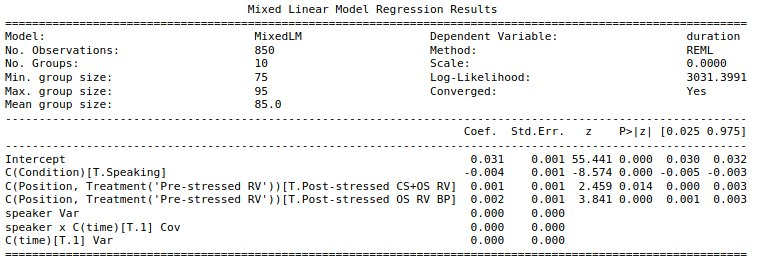 Mixed Linear Model Regression Results
================================================================================================
Model: MixedLM Dependent Variable: duration
No. Observations: 850 Method: REML
No. Groups: 10 Scale: 0.0000
Min. group size: 75 Log-Likelihood: 3031.3991
Max. group size: 95 Converged: Yes
Mean group size: 85.0
------------------------------------------------------------------------------------------------
Coef. Std.Err. z P>|z| [0.025 0.975]
------------------------------------------------------------------------------------------------
Intercept 0.031 0.001 55.441 0.000 0.030 0.032
C(Condition)[T.Speaking] -0.004 0.001 -8.574 0.000 -0.005 -0.003
C(Position, Treatment('Pre-stressed RV'))[T.Post-stressed CS+OS RV] 0.001 0.001 2.459 0.014 0.000 0.003
C(Position, Treatment('Pre-stressed RV'))[T.Post-stressed OS RV BP] 0.002 0.001 3.841 0.000 0.001 0.003
speaker Var 0.000 0.000
speaker x C(time)[T.1] Cov 0.000 0.000
C(time)[T.1] Var 0.000 0.000
================================================================================================